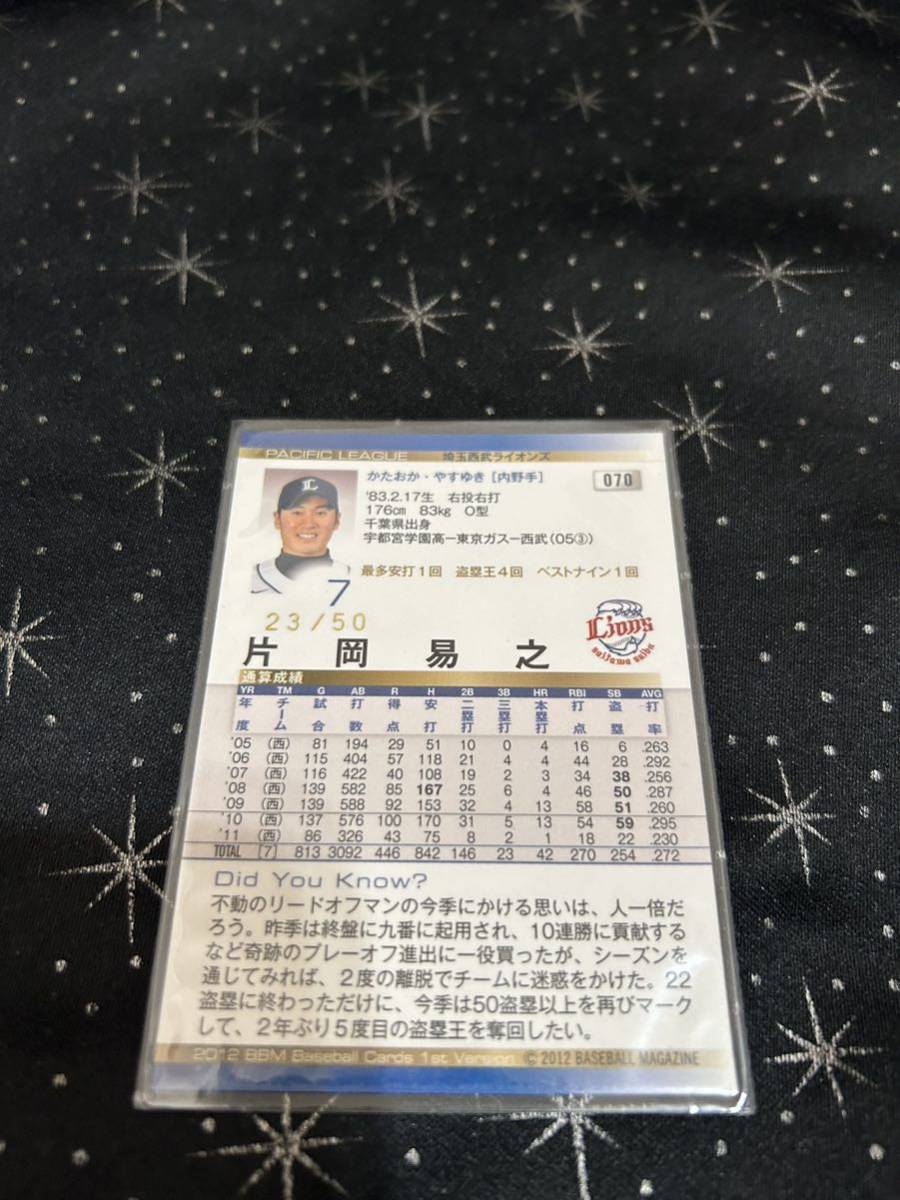 PACIFIC LEAGUE 埼玉西武ライオンズ
かたおか・やすゆき [内野手] 070
'83.2.17生 右投右打
176cm 83kg O型
千葉県出身
宇都宮学園高ー東京ガスー西武(05③)
最多安打1回 盗塁王4回 ベストナイン1回
L
7
23/50
Lions
saitama seibu
片岡易之
通算成績
YR TM G AB R H 2B 3B HR RBI SB AVG
年度 チーム 試合 打数 得点 安打 二塁打 三塁打 本塁打 打点 盗塁 打率
'05 (西) 81 194 29 51 10 0 4 16 6 .263
'06 (西) 115 404 57 118 21 4 4 44 28 .292
'07 (西) 116 422 40 108 19 2 3 34 38 .256
'08 (西) 139 582 85 167 25 6 4 46 50 .287
'09 (西) 139 588 92 153 32 4 13 58 51 .260
'10 (西) 137 576 100 170 31 5 13 54 59 .295
'11 (西) 86 326 43 75 8 2 1 18 22 .230
TOTAL [7] 813 3092 446 842 146 23 42 270 254 .272
Did You Know?
不動のリードオフマンの今季にかける思いは、人一倍だ
ろう。昨季は終盤に九番に起用され、10連勝に貢献する
など奇跡のプレーオフ進出に一役買ったが、シーズンを
通じてみれば、2度の離脱でチームに迷惑をかけた。22
盗塁に終わっただけに、今季は50盗塁以上を再びマーク
して、2年ぶり5度目の盗塁王を奪回したい。
2012 BBM Baseball Cards 1st Version © 2012 BASEBALL MAGAZINE